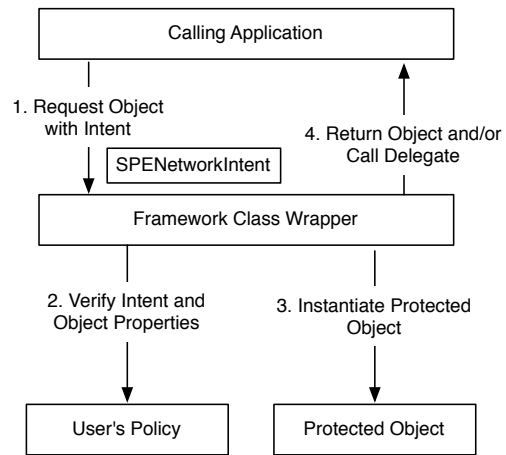 Calling Application
1. Request Object
with Intent
4. Return Object and/or
Call Delegate
SPENetworkIntent
Framework Class Wrapper
2. Verify Intent and
Object Properties
3. Instantiate Protected
Object
User's Policy
Protected Object